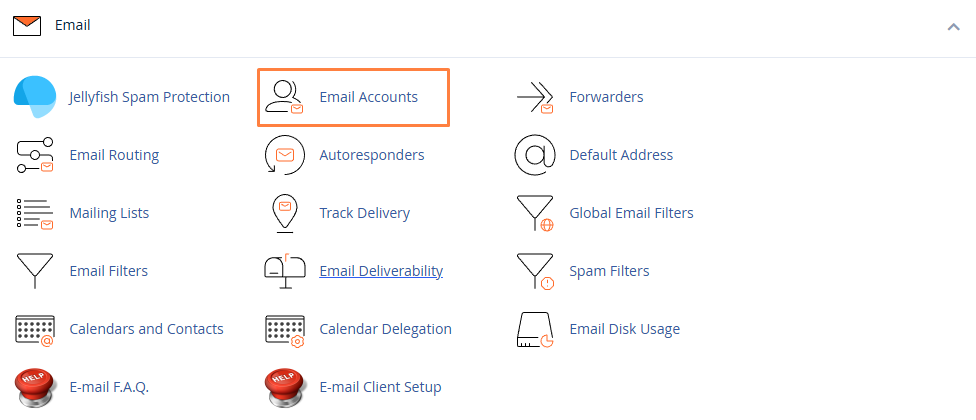 Email
Jellyfish Spam Protection
Email Accounts
Forwarders
Email Routing
Autoresponders
Default Address
Mailing Lists
Track Delivery
Global Email Filters
Email Filters
Email Deliverability
Spam Filters
Calendars and Contacts
Calendar Delegation
Email Disk Usage
HELP
E-mail F.A.Q.
HELP
E-mail Client Setup